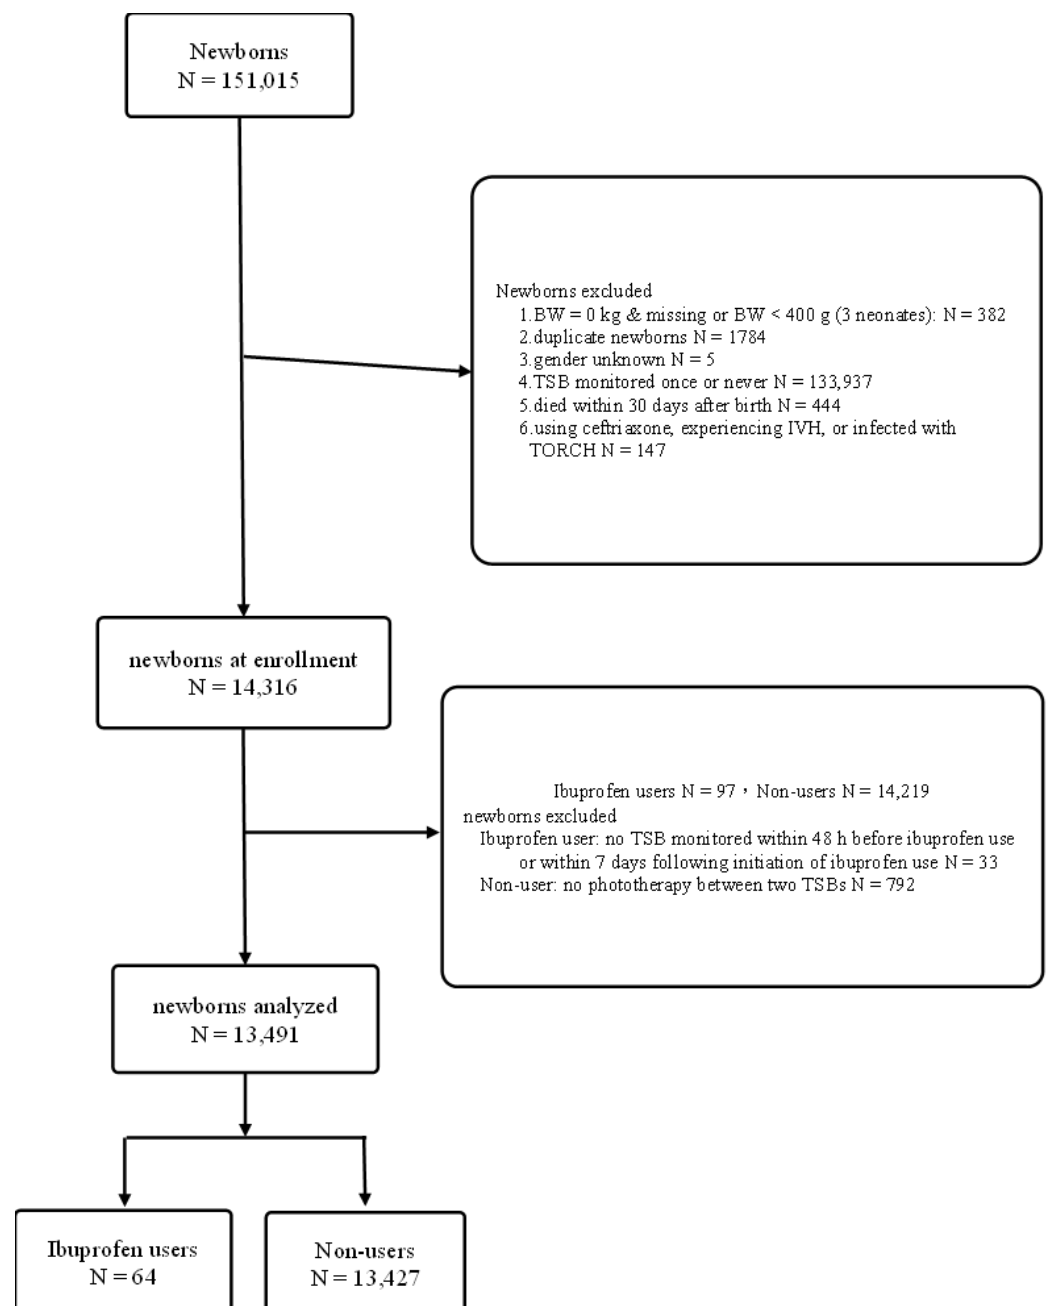 Newborns
N = 151,015
Newborns excluded
1.BW = 0 kg & missing or BW < 400 g (3 neonates): N = 382
2.duplicate newborns N = 1784
3.gender unknown N = 5
4.TSB monitored once or never N = 133,937
5.died within 30 days after birth N = 444
6.using ceftriaxone, experiencing IVH, or infected with
TORCH N = 147
newborns at enrollment
N = 14,316
Ibuprofen users N = 97，Non-users N = 14,219
newborns excluded
Ibuprofen user: no TSB monitored within 48 h before ibuprofen use
or within 7 days following initiation of ibuprofen use N = 33
Non-user: no phototherapy between two TSBs N = 792
newborns analyzed
N = 13,491
Ibuprofen users
N = 64
Non-users
N = 13,427